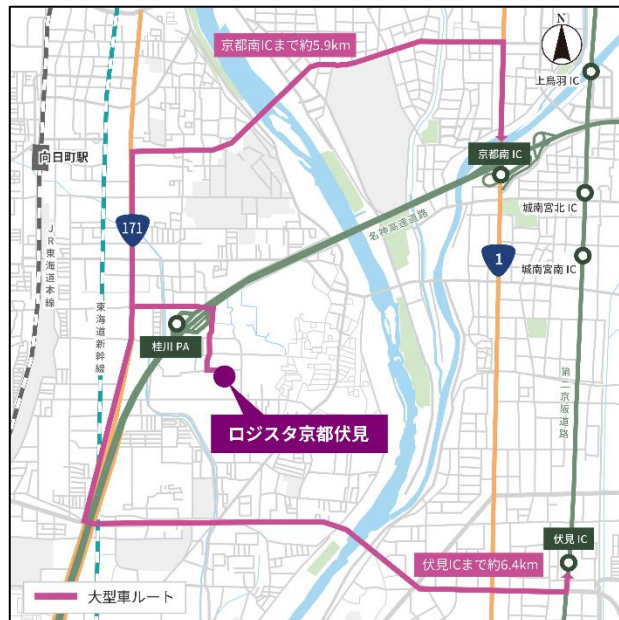 京都南ICまで約5.9km
N
上鳥羽 IC
京都南 IC
向日町駅
城南宮北 IC
171
名神高速道路
1
城南宮南 IC
JR東海道本線
東海道新幹線
桂川 PA
第二京阪道路
ロジスタ京都伏見
伏見 IC
伏見ICまで約6.4km
大型車ルート